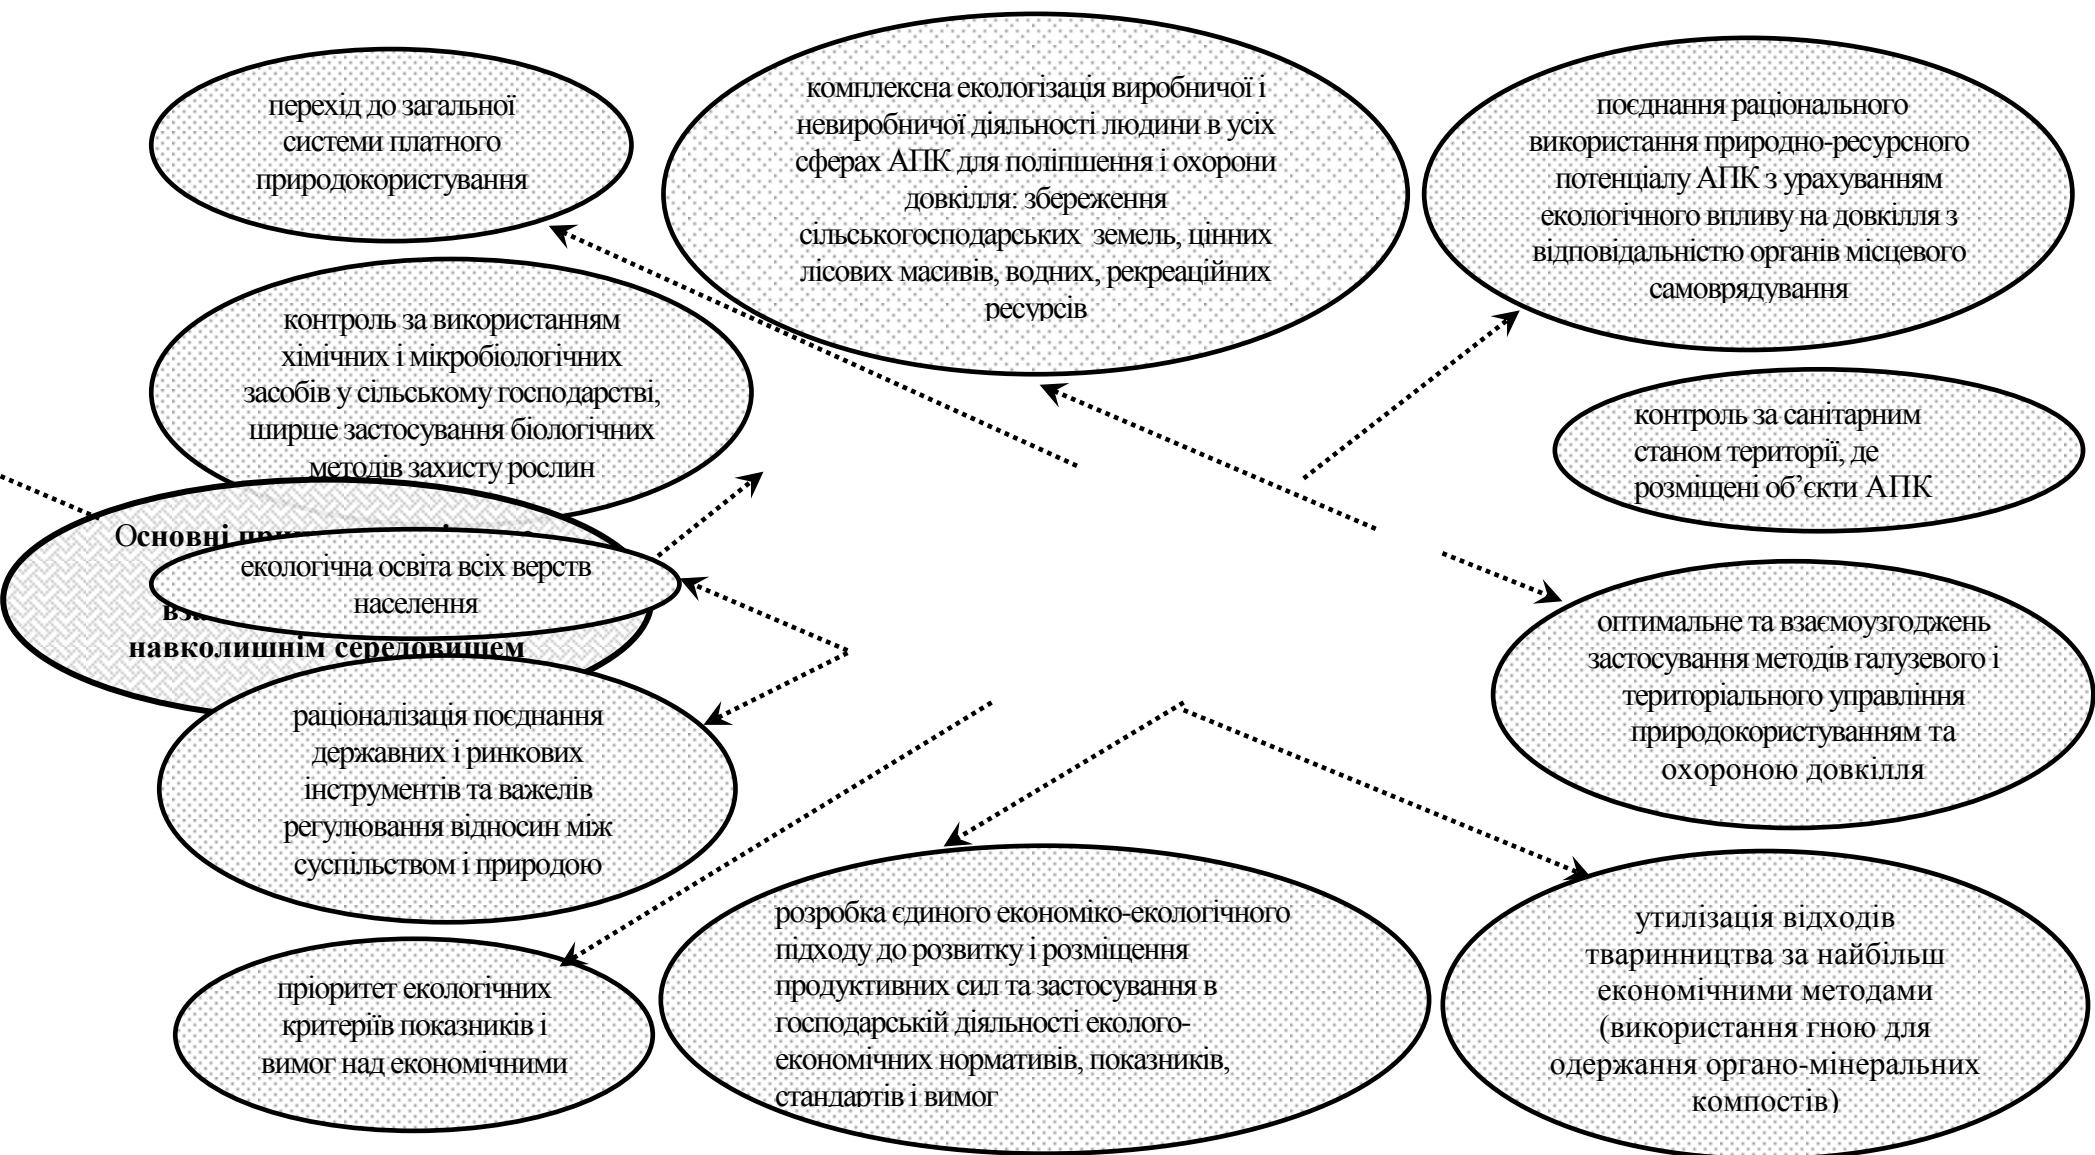 перехід до загальної
системи платного
природокористування
комплексна екологізація виробничої і
невиробничої діяльності людини в усіх
сферах АПК для поліпшення і охорони
довкілля: збереження
сільськогосподарських земель, цінних
лісових масивів, водних, рекреаційних
ресурсів
поєднання раціонального
використання природно-ресурсного
потенціалу АПК з урахуванням
екологічного впливу на довкілля з
відповідальністю органів місцевого
самоврядування
контроль за використанням
хімічних і мікробіологічних
засобів у сільському господарстві,
ширше застосування біологічних
методів захисту рослин
контроль за санітарним
станом території, де
розміщені об’єкти АПК
Основні
екологічна освіта всіх верств
населення
навколишнім середовищем
оптимальне та взаємоузгоджень
застосування методів галузевого і
територіального управління
природокористуванням та
охороною довкілля
раціоналізація поєднання
державних і ринкових
інструментів та важелів
регулювання відносин між
суспільством і природою
пріоритет екологічних
критеріїв показників і
вимог над економічними
розробка єдиного економіко-екологічного
підходу до розвитку і розміщення
продуктивних сил та застосування в
господарській діяльності еколого-
економічних нормативів, показників,
стандартів і вимог
утилізація відходів
тваринництва за найбільш
економічними методами
(використання гною для
одержання органо-мінеральних
компостів)